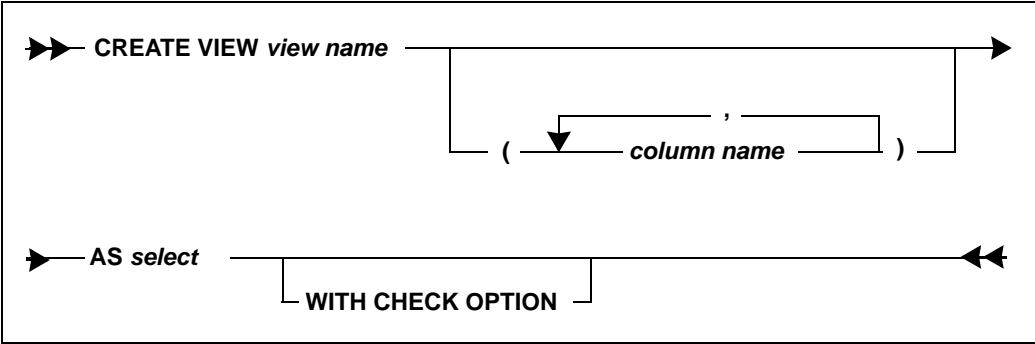 CREATE VIEW view name
,
( column name )
AS select
WITH CHECK OPTION